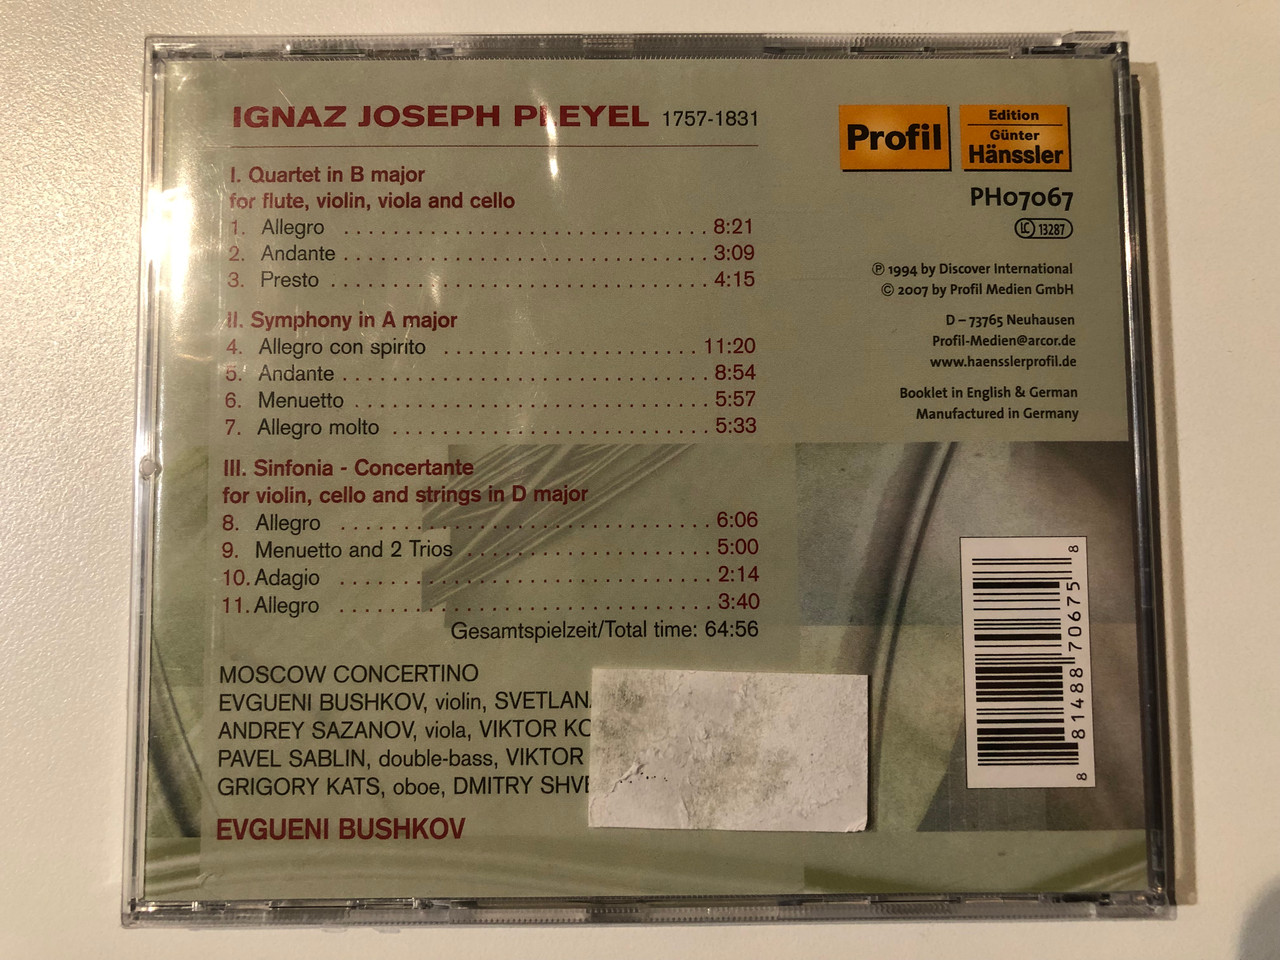 IGNAZ JOSEPH PLEYEL 1757-1831
I. Quartet in B major
for flute, violin, viola and cello
1. Allegro 8:21
2. Andante 3:09
3. Presto 4:15
II. Symphony in A major
4. Allegro con spirito 11:20
5. Andante 8:54
6. Menuetto 5:57
7. Allegro molto 5:33
III. Sinfonia - Concertante
for violin, cello and strings in D major
8. Allegro 6:06
9. Menuetto and 2 Trios 5:00
10. Adagio 2:14
11. Allegro 3:40
Gesamtspielzeit/Total time: 64:56
MOSCOW CONCERTINO
EVGUENI BUSHKOV, violin, SVETLANA
ANDREY SAZANOV, viola, VIKTOR
PAVEL SABLIN, double-bass, VIKTOR
GRIGORY KATS, oboe, DMITRY
EVGUENI BUSHKOV
Profil
Edition
Günter
Hänssler
PH07067
LC 13287
℗ 1994 by Discover International
© 2007 by Profil Medien GmbH
D – 73765 Neuhausen
Profil-Medien@arcor.de
www.haensslerprofil.de
Booklet in English & German
Manufactured in Germany
8 81488 70675 8